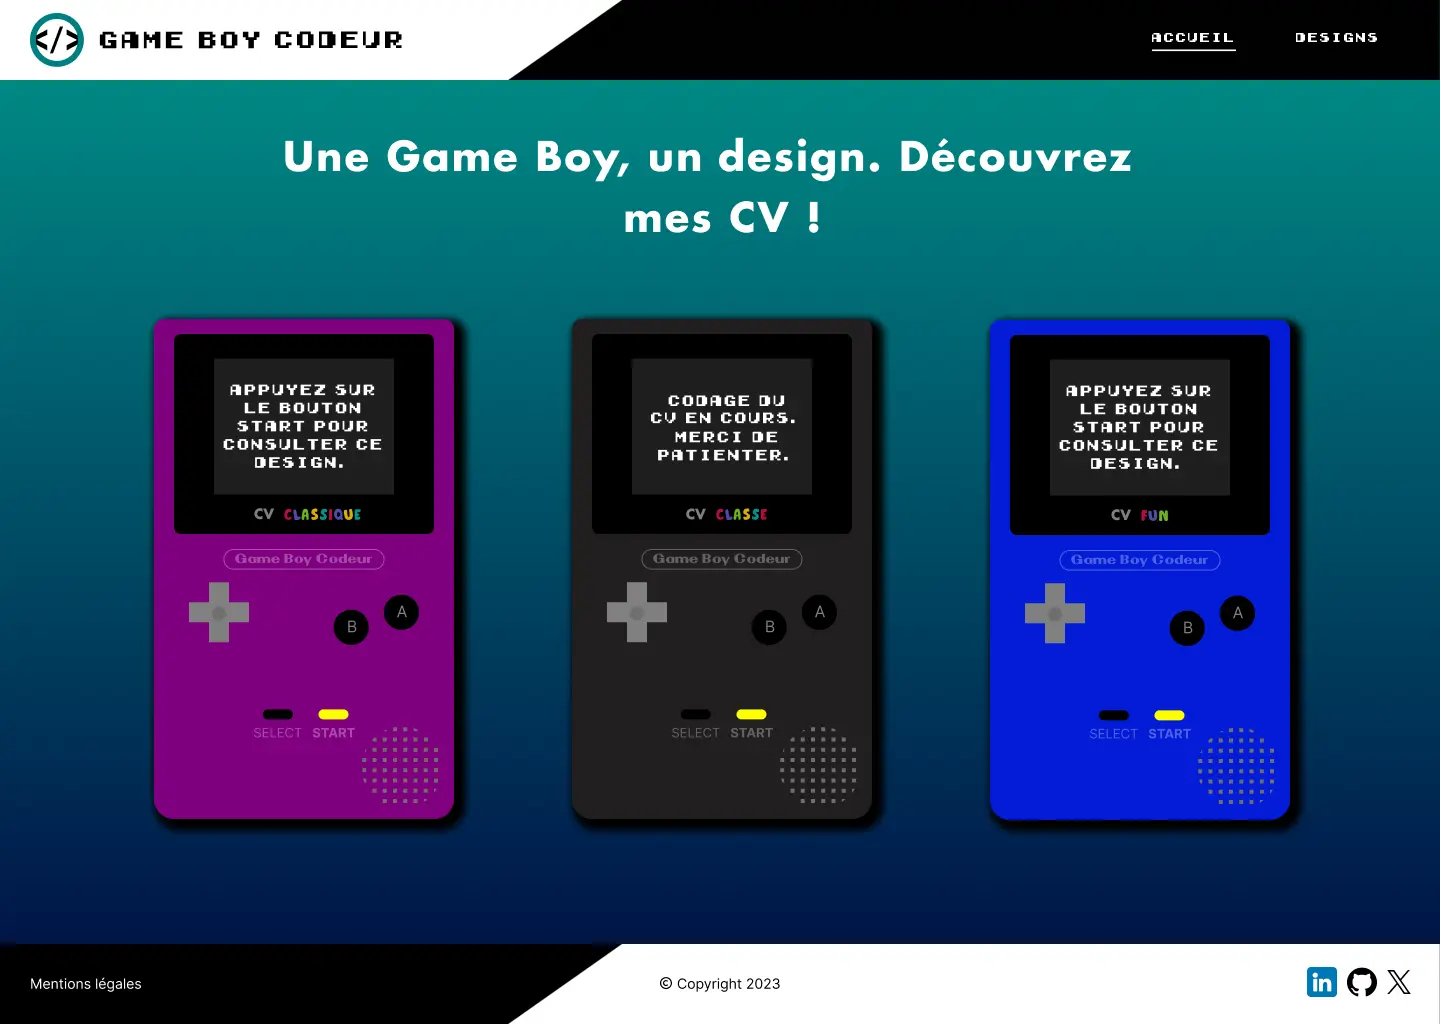 </> GAME BOY CODEUR
ACCUEIL
DESIGNS
Une Game Boy, un design. Découvrez
mes CV !
APPUYEZ SUR
LE BOUTON
START POUR
CONSULTER CE
DESIGN.
CV CLASSIQUE
Game Boy Codeur
B
A
SELECT
START
CODAGE DU
CV EN COURS.
MERCI DE
PATIENTER.
CV CLASSE
Game Boy Codeur
B
A
SELECT
START
APPUYEZ SUR
LE BOUTON
START POUR
CONSULTER CE
DESIGN.
CV FUN
Game Boy Codeur
B
A
SELECT
START
Mentions légales
© Copyright 2023
in